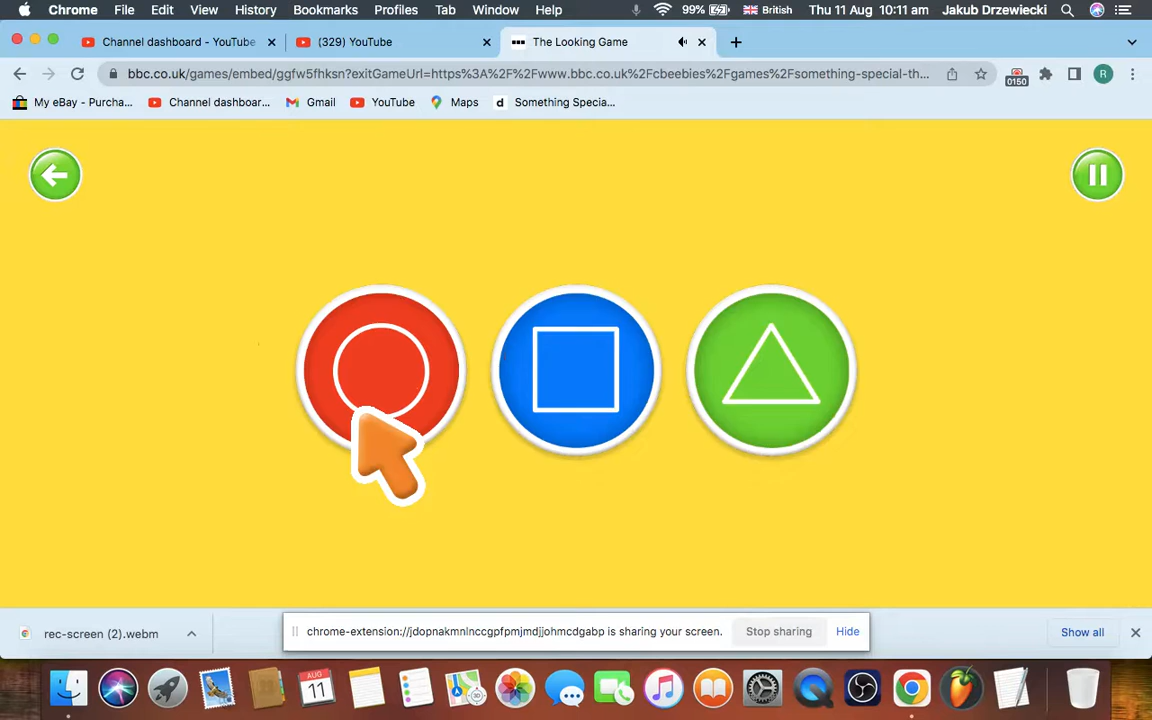 Chrome File Edit View History Bookmarks Profiles Tab Window Help 99% British Thu 11 Aug 10:11 am Jakub Drzewiecki
Channel dashboard - YouTube (329) YouTube The Looking Game
bbc.co.uk/games/embed/ggfw5fhksn?exitGameUrl=https%3A%2F%2Fwww.bbc.co.uk%2Fcbeebies%2Fgames%2Fsomething-special-th... 0150 R
My eBay - Purcha... Channel dashboar... Gmail YouTube Maps d Something Specia...
rec-screen (2).webm chrome-extension://jdopnakmnlnccgpfpmjmdjjohmcdgabp is sharing your screen. Stop sharing Hide Show all
AUG
11